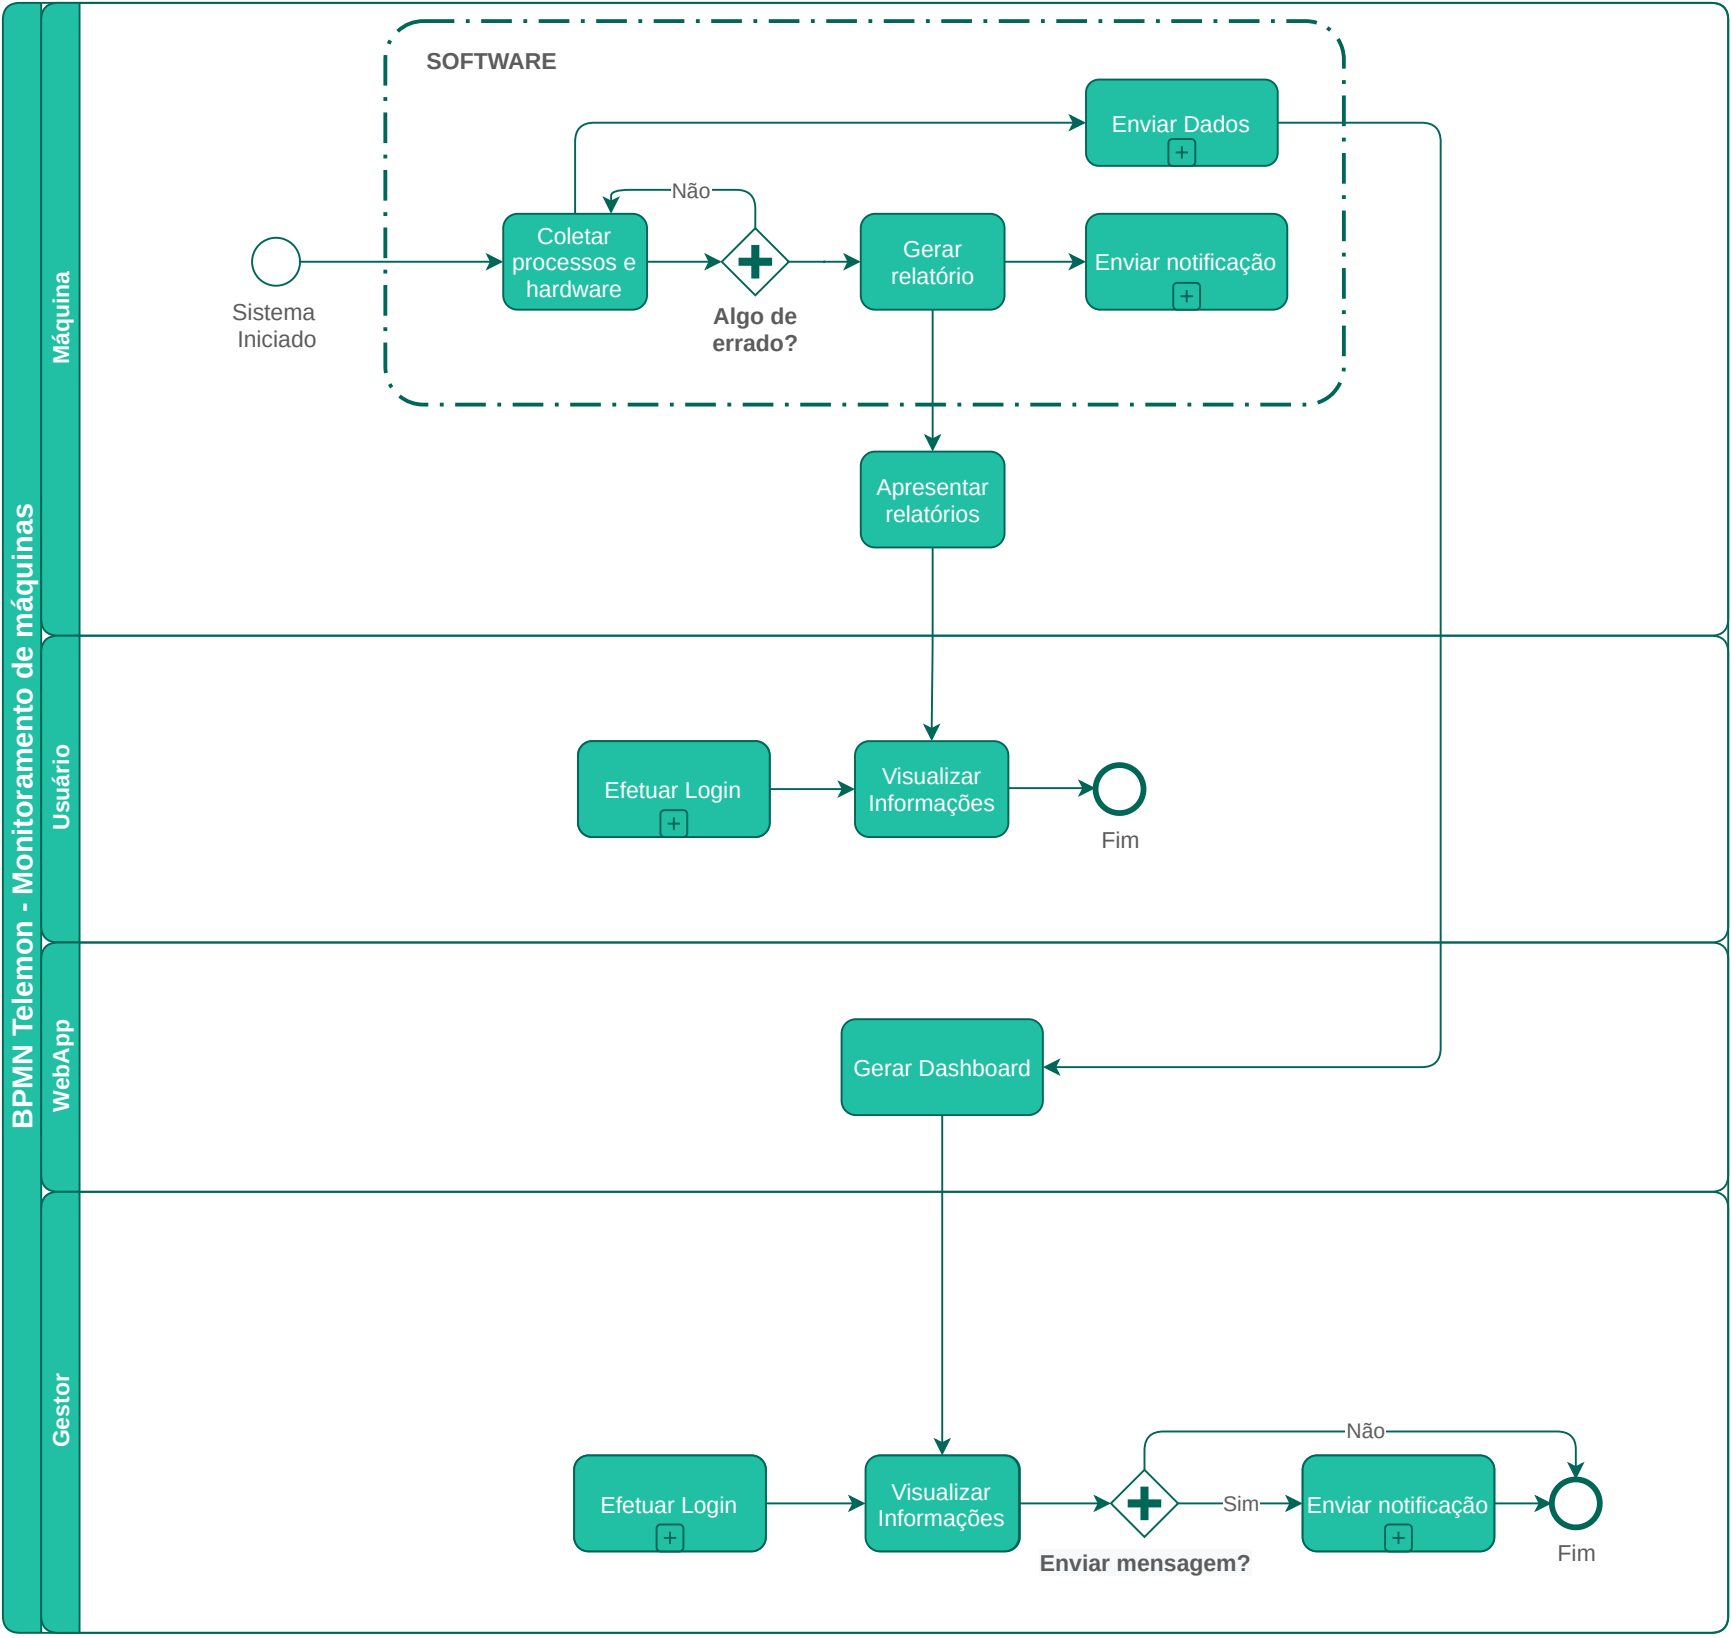 BPMN Telemon - Monitoramento de máquinas
Máquina
SOFTWARE
Enviar Dados
Não
Coletar
processos e
hardware
Gerar
relatório
Enviar notificação
Sistema
Iniciado
Algo de
errado?
Apresentar
relatórios
Usuário
Efetuar Login
Visualizar
Informações
Fim
WebApp
Gerar Dashboard
Gestor
Não
Efetuar Login
Visualizar
Informações
Sim
Enviar notificação
Enviar mensagem?
Fim